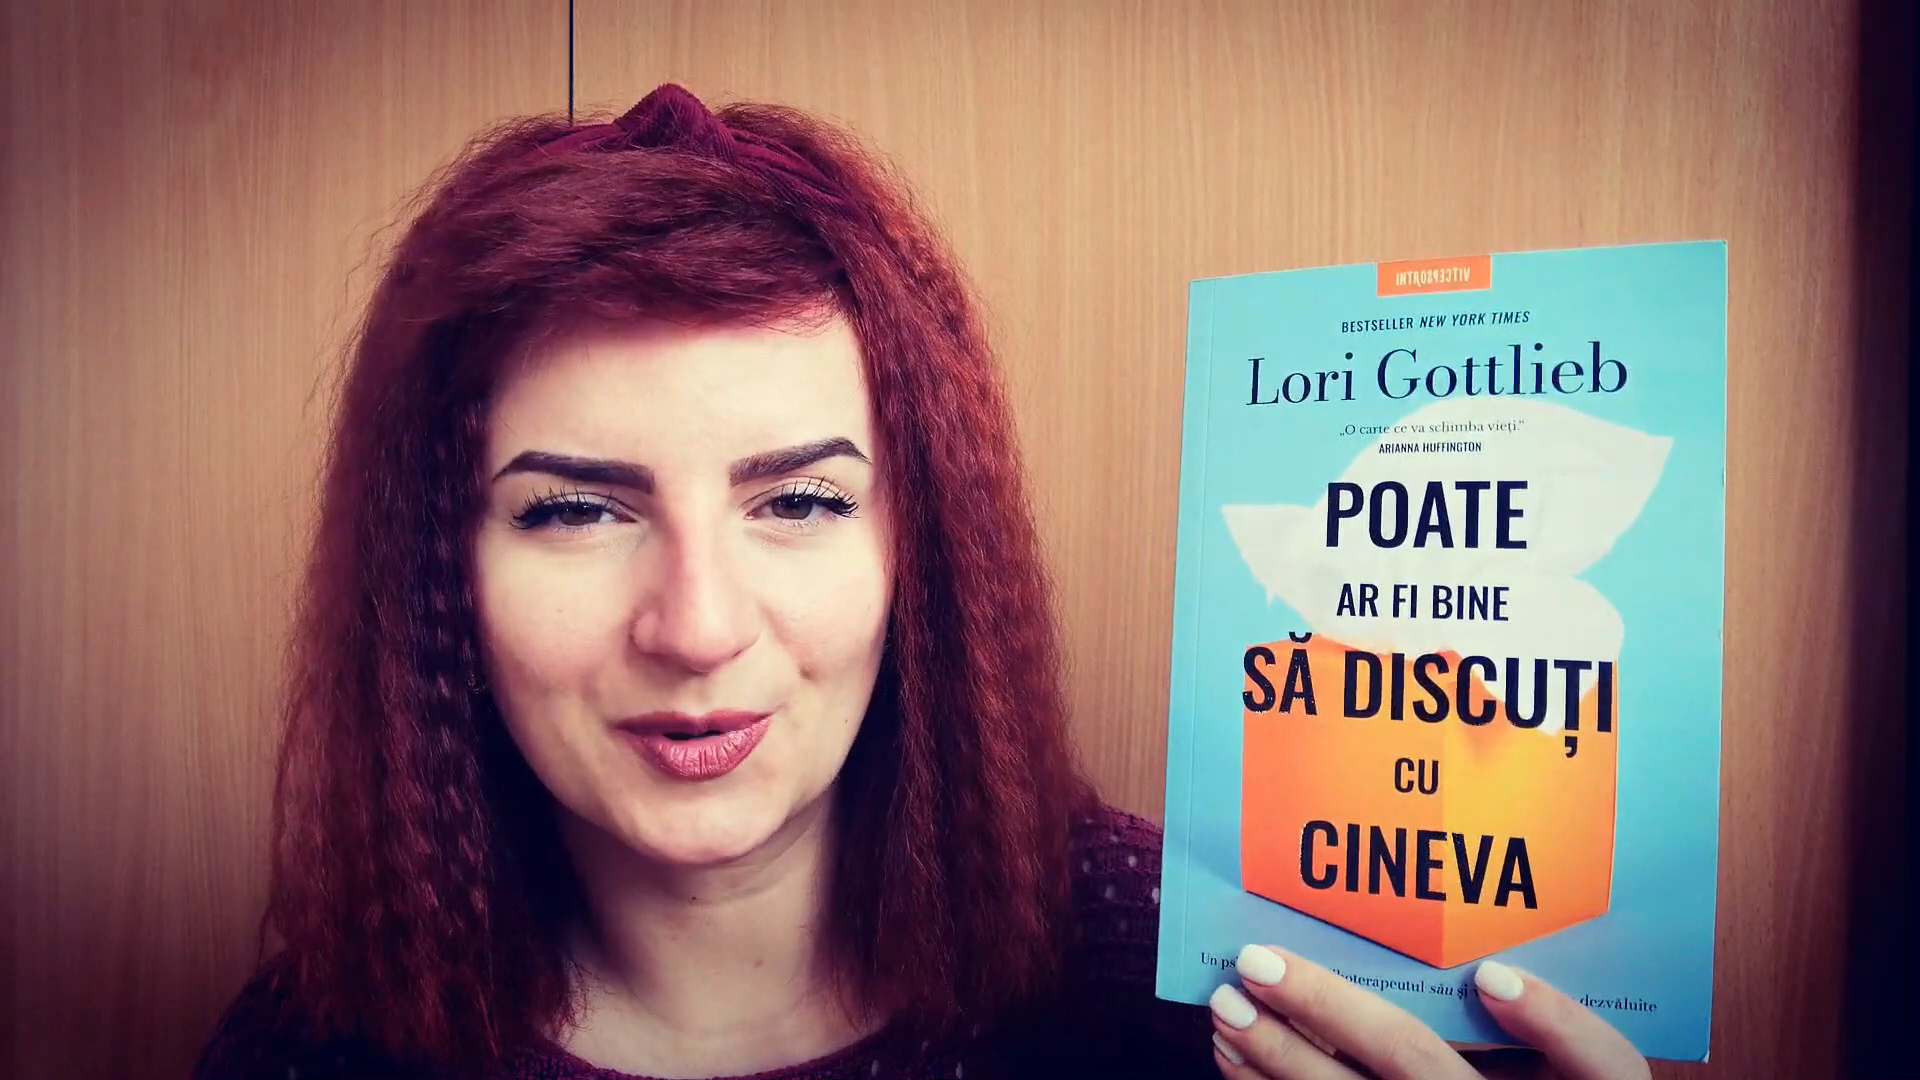 INTROSPECTIV
BESTSELLER NEW YORK TIMES
Lori Gottlieb
„O carte ce va schimba vieți.”
ARIANNA HUFFINGTON
POATE
AR FI BINE
SĂ DISCUȚI
CU
CINEVA
Un său și dezvăluite